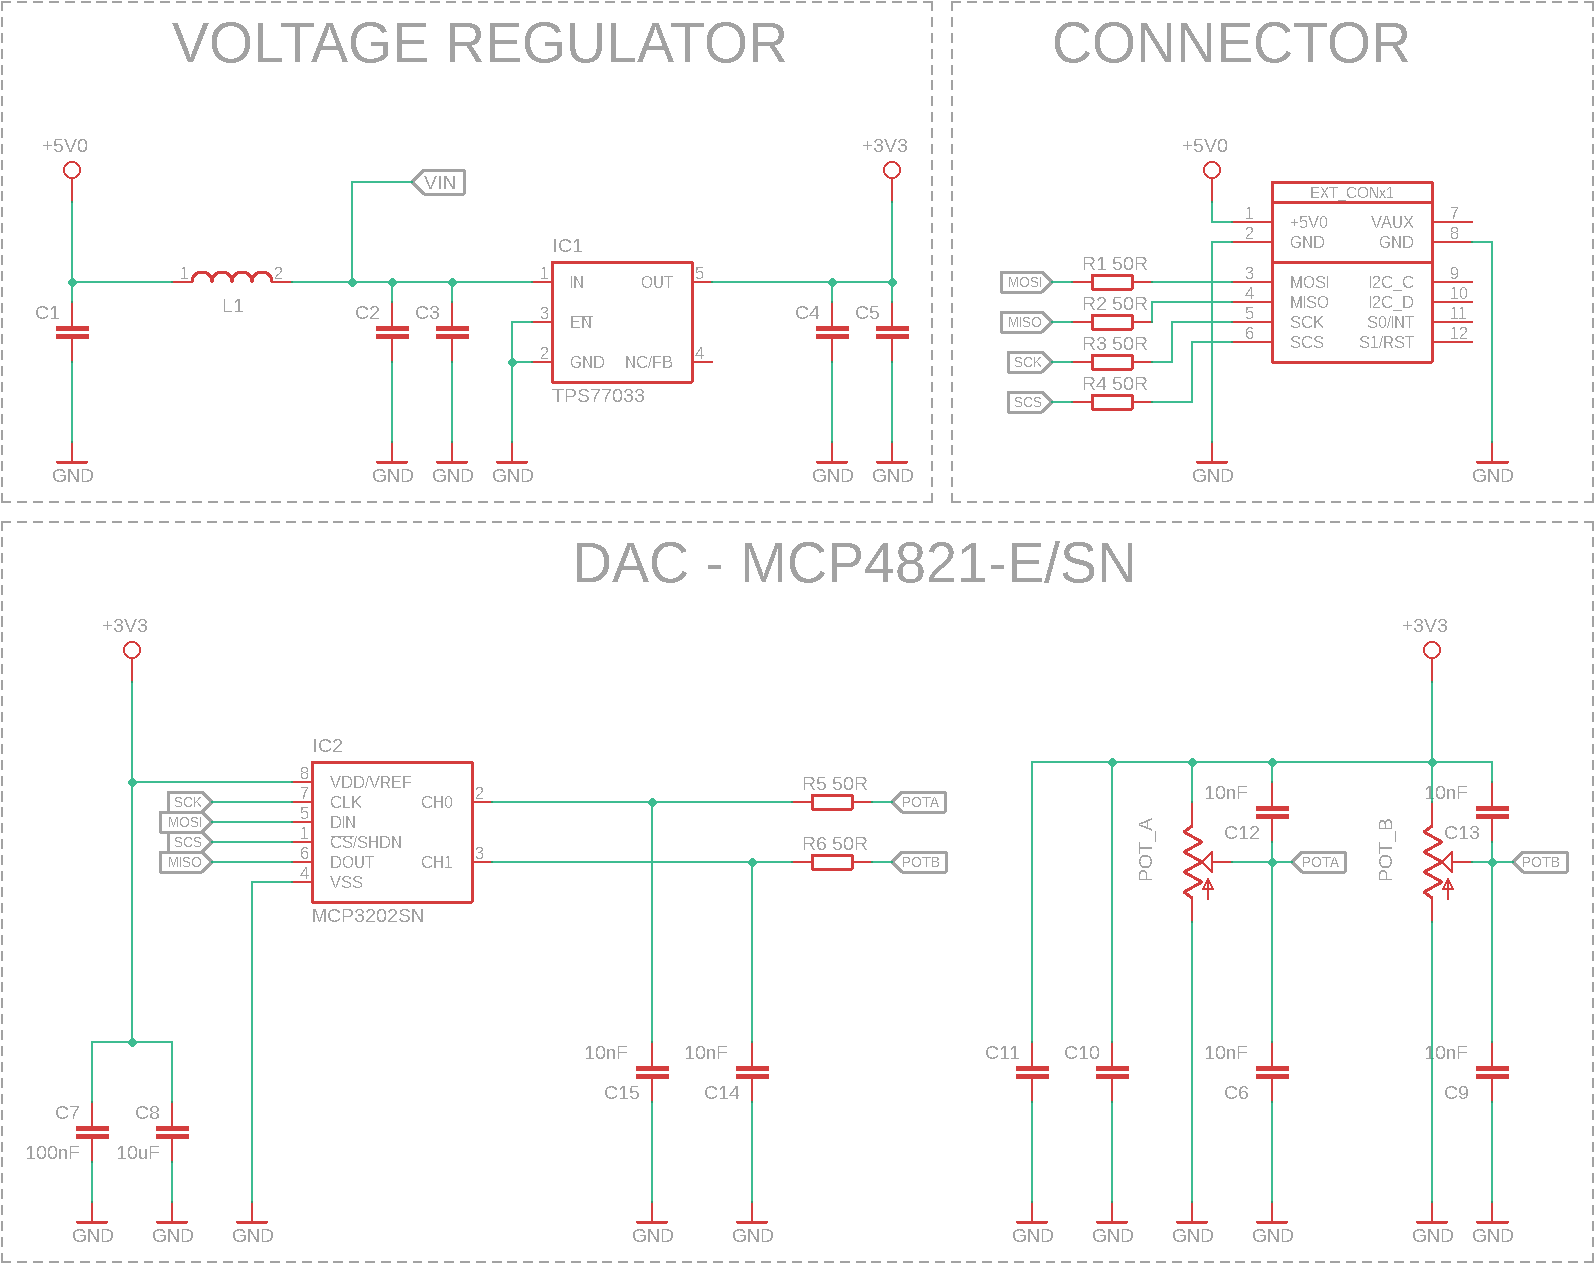 VOLTAGE REGULATOR
+5V0
VIN
+3V3
IC1
1
2
L1
C1
C2
C3
1
IN
OUT
5
3
EN
2
GND
NC/FB
4
TPS77033
C4
C5
GND
GND
GND
GND
GND
GND
CONNECTOR
+5V0
EXT_CONx1
1
+5V0
VAUX
7
2
GND
GND
8
MOSI
R1 50R
3
MOSI
I2C_C
9
MISO
R2 50R
4
MISO
I2C_D
10
SCK
R3 50R
5
SCK
S0/INT
11
SCS
R4 50R
6
SCS
S1/RST
12
GND
GND
DAC - MCP4821-E/SN
+3V3
IC2
8
VDD/VREF
SCK
7
CLK
CH0
2
MOSI
5
DIN
SCS
1
CS/SHDN
MISO
6
DOUT
CH1
3
4
VSS
MCP3202SN
R5 50R
POTA
R6 50R
POTB
C7
100nF
C8
10uF
10nF
C15
10nF
C14
GND
GND
GND
GND
GND
+3V3
10nF
C12
POT_A
POTA
10nF
C13
POT_B
POTB
C11
C10
10nF
C6
10nF
C9
GND
GND
GND
GND
GND
GND